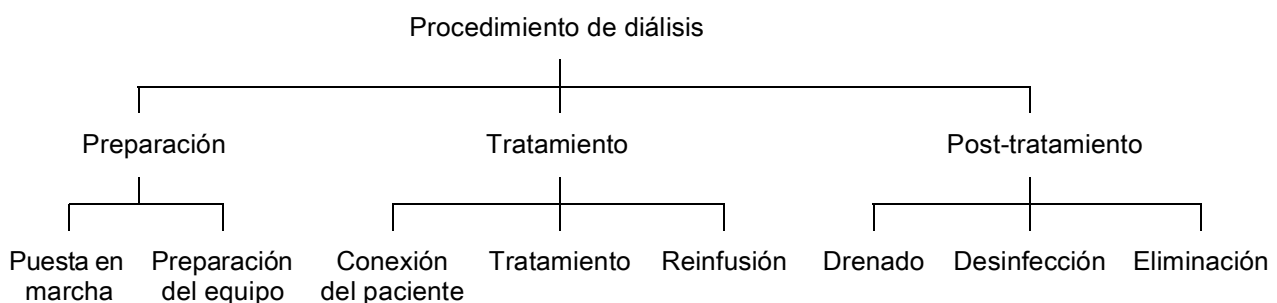 Procedimiento de diálisis
Preparación
Tratamiento
Post-tratamiento
Puesta en
marcha
Preparación
del equipo
Conexión
del paciente
Tratamiento
Reinfusión
Drenado
Desinfección
Eliminación